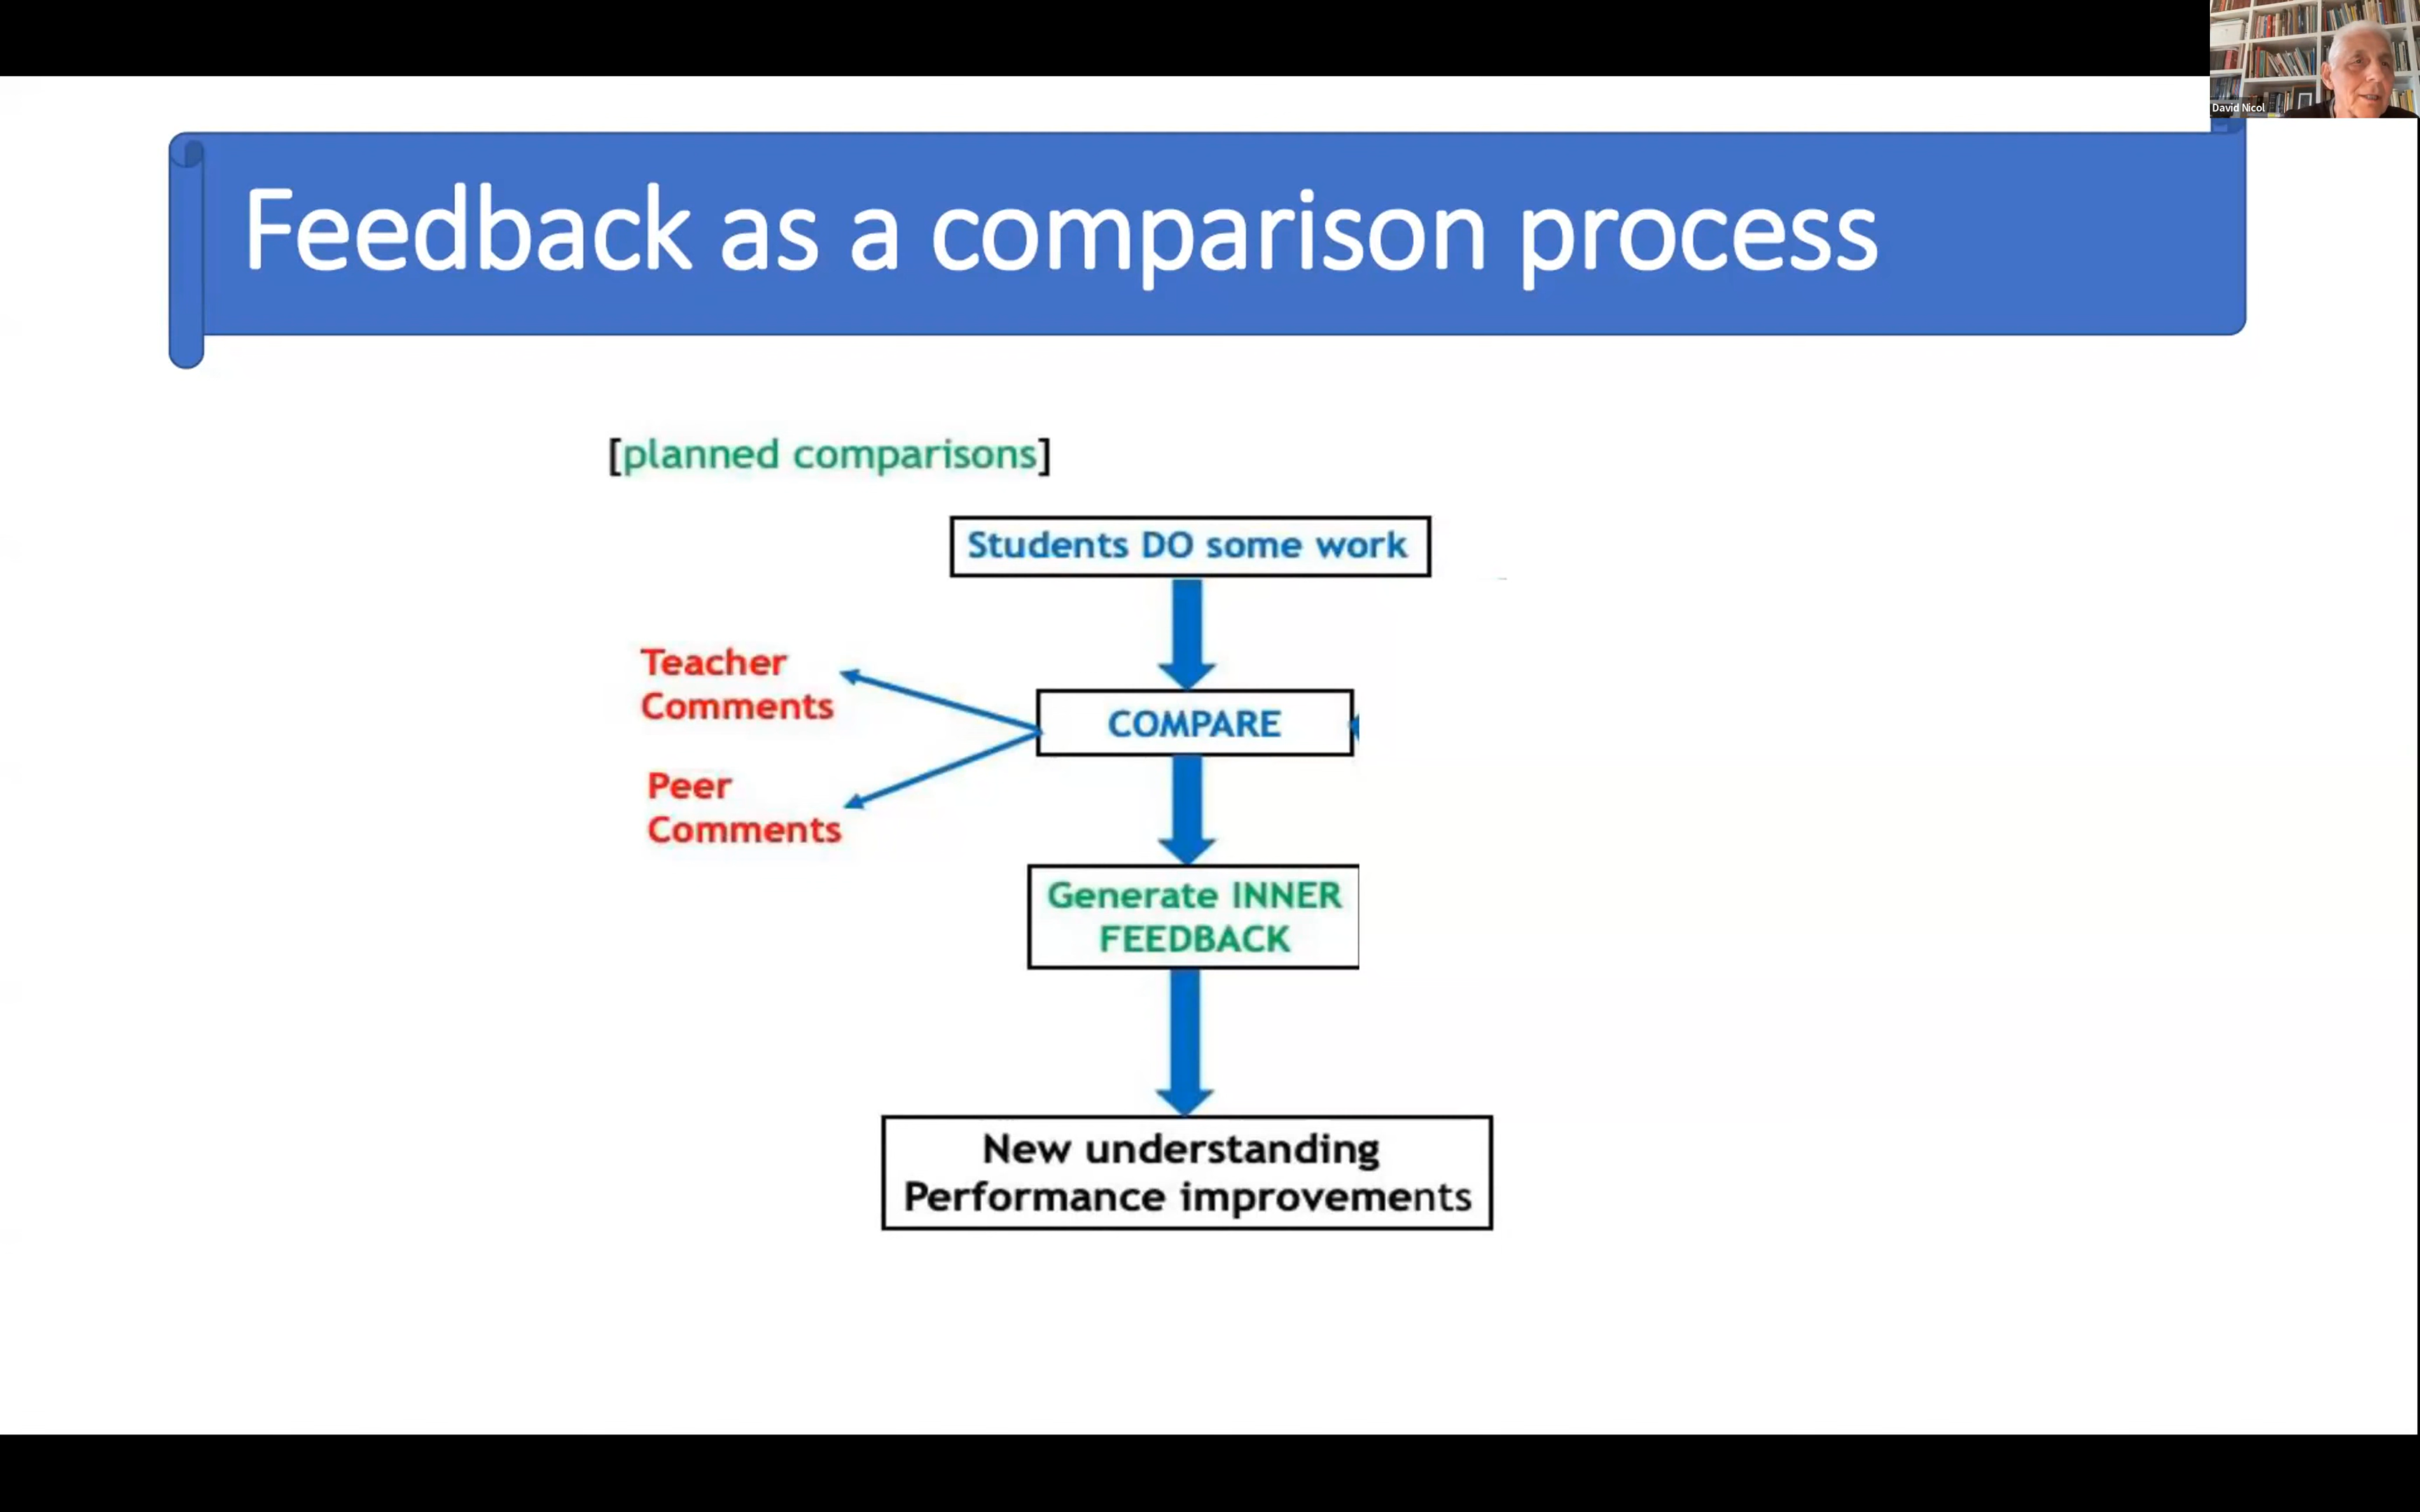 David Nicol
Feedback as a comparison process
[planned comparisons]
Students DO some work
Teacher
Comments
COMPARE
Peer
Comments
Generate INNER
FEEDBACK
New understanding
Performance improvements